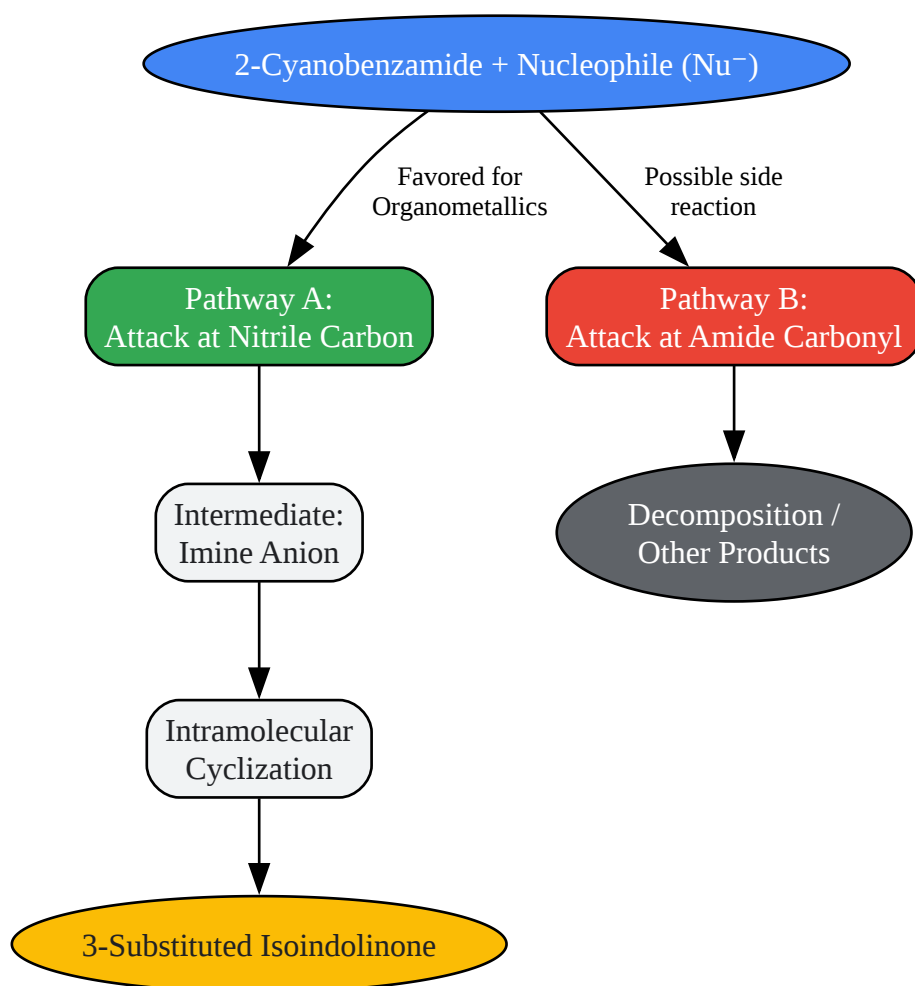 2-Cyanobenzamide + Nucleophile (Nu⁻)
Favored for
Organometallics
Possible side
reaction
Pathway A:
Attack at Nitrile Carbon
Pathway B:
Attack at Amide Carbonyl
Intermediate:
Imine Anion
Decomposition /
Other Products
Intramolecular
Cyclization
3-Substituted Isoindolinone